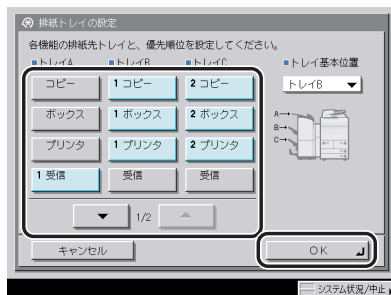 排紙トレイの設定
各機能の排紙先トレイと、優先順位を設定してください。
■トレイA ■トレイB ■トレイC ■トレイ基本位置
コピー 1 コピー 2 コピー トレイB ▼
ボックス 1 ボックス 2 ボックス A
B
プリンタ 1 プリンタ 2 プリンタ C
1 受信 受信 受信
▼ 1/2 ▲
キャンセル OK
システム状況/中止